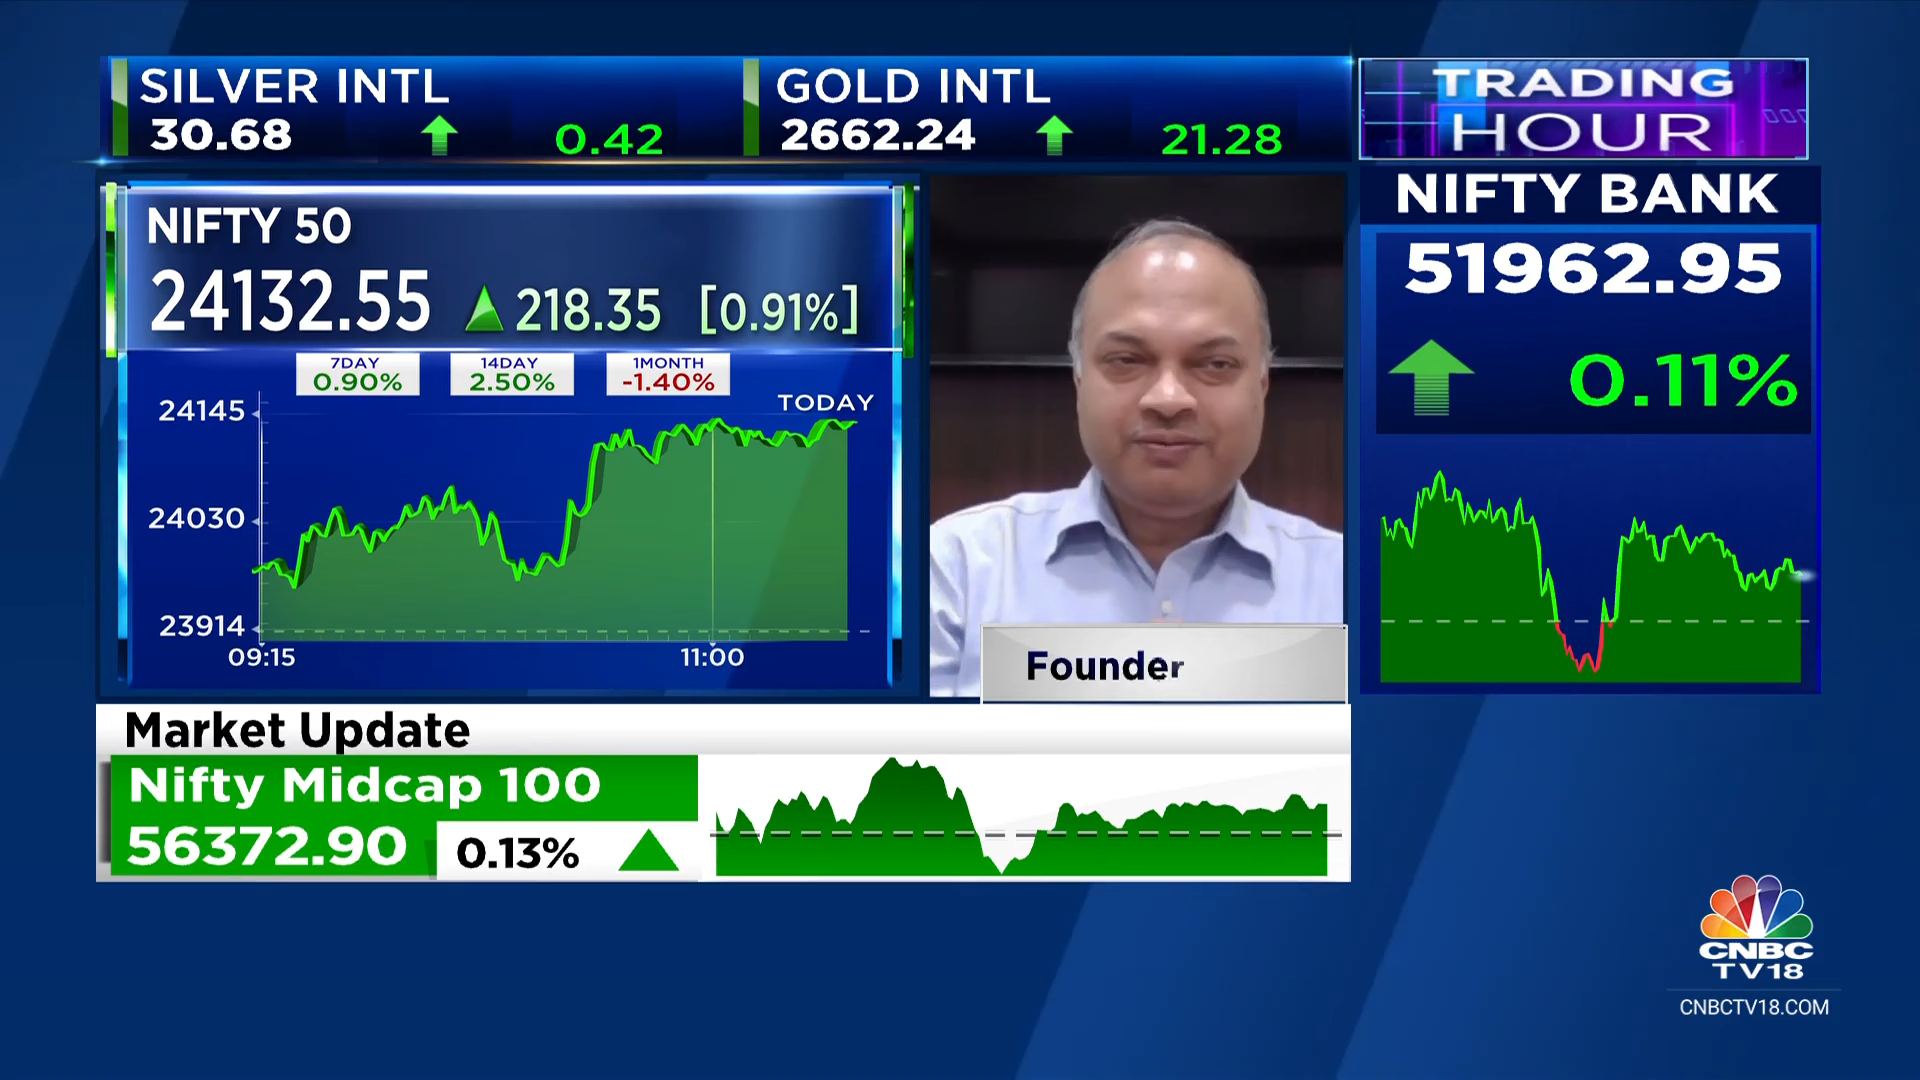 SILVER INTL
30.68 0.42
GOLD INTL
2662.24 21.28
TRADING
HOUR
NIFTY 50
24132.55 218.35 [0.91%]
7DAY
0.90%
14DAY
2.50%
1MONTH
-1.40%
TODAY
24145
24030
23914
09:15 11:00
Founder
NIFTY BANK
51962.95
0.11%
Market Update
Nifty Midcap 100
56372.90 0.13%
CNBC
TV18
CNBCTV18.COM